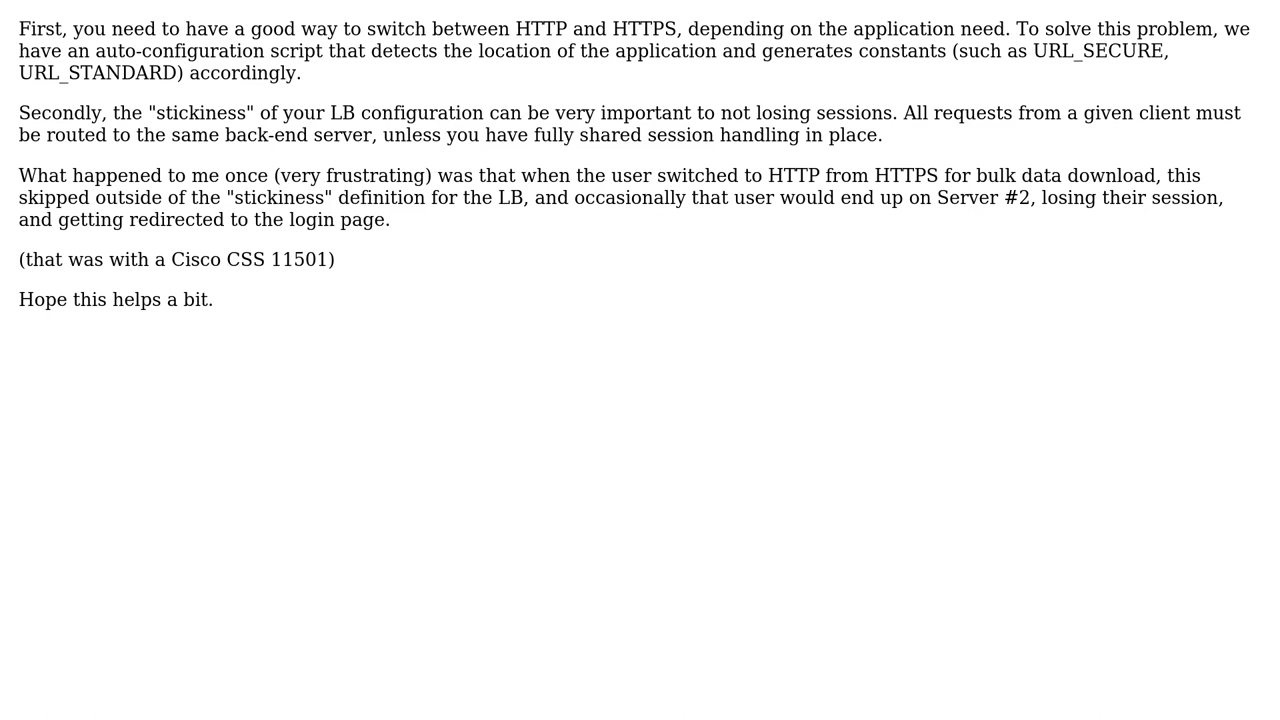 First, you need to have a good way to switch between HTTP and HTTPS, depending on the application need. To solve this problem, we
have an auto-configuration script that detects the location of the application and generates constants (such as URL_SECURE,
URL_STANDARD) accordingly.
Secondly, the "stickiness" of your LB configuration can be very important to not losing sessions. All requests from a given client must
be routed to the same back-end server, unless you have fully shared session handling in place.
What happened to me once (very frustrating) was that when the user switched to HTTP from HTTPS for bulk data download, this
skipped outside of the "stickiness" definition for the LB, and occasionally that user would end up on Server #2, losing their session,
and getting redirected to the login page.
(that was with a Cisco CSS 11501)
Hope this helps a bit.